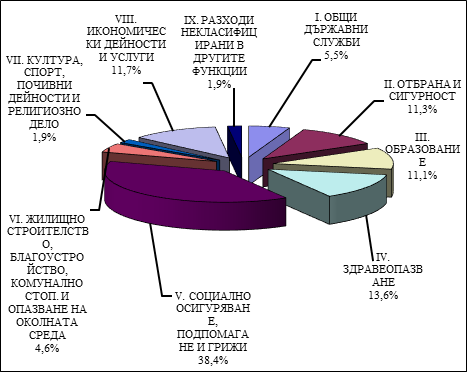 I. ОБЩИ
ДЪРЖАВНИ
СЛУЖБИ
5,5%
II. ОТБРАНА И
СИГУРНОСТ
11,3%
III.
ОБРАЗОВАНИ
Е
11,1%
IV.
ЗДРАВЕОПАЗВ
АНЕ
13,6%
V. СОЦИАЛНО
ОСИГУРЯВАН
Е,
ПОДПОМАГА
НЕ И ГРИЖИ
38,4%
VI. ЖИЛИЩНО
СТРОИТЕЛСТВ
О,
БЛАГОУСТРО
ЙСТВО,
КОМУНАЛНО
СТОП. И
ОПАЗВАНЕ НА
ОКОЛНАТА
СРЕДА
4,6%
VII. КУЛТУРА,
СПОРТ,
ПОЧИВНИ
ДЕЙНОСТИ И
РЕЛИГИОЗНО
ДЕЛО
1,9%
VIII.
ИКОНОМИЧЕС
КИ ДЕЙНОСТИ
И УСЛУГИ
11,7%
IX. РАЗХОДИ
НЕКЛАСИФИЦ
ИРАНИ В
ДРУГИТЕ
ФУНКЦИИ
1,9%